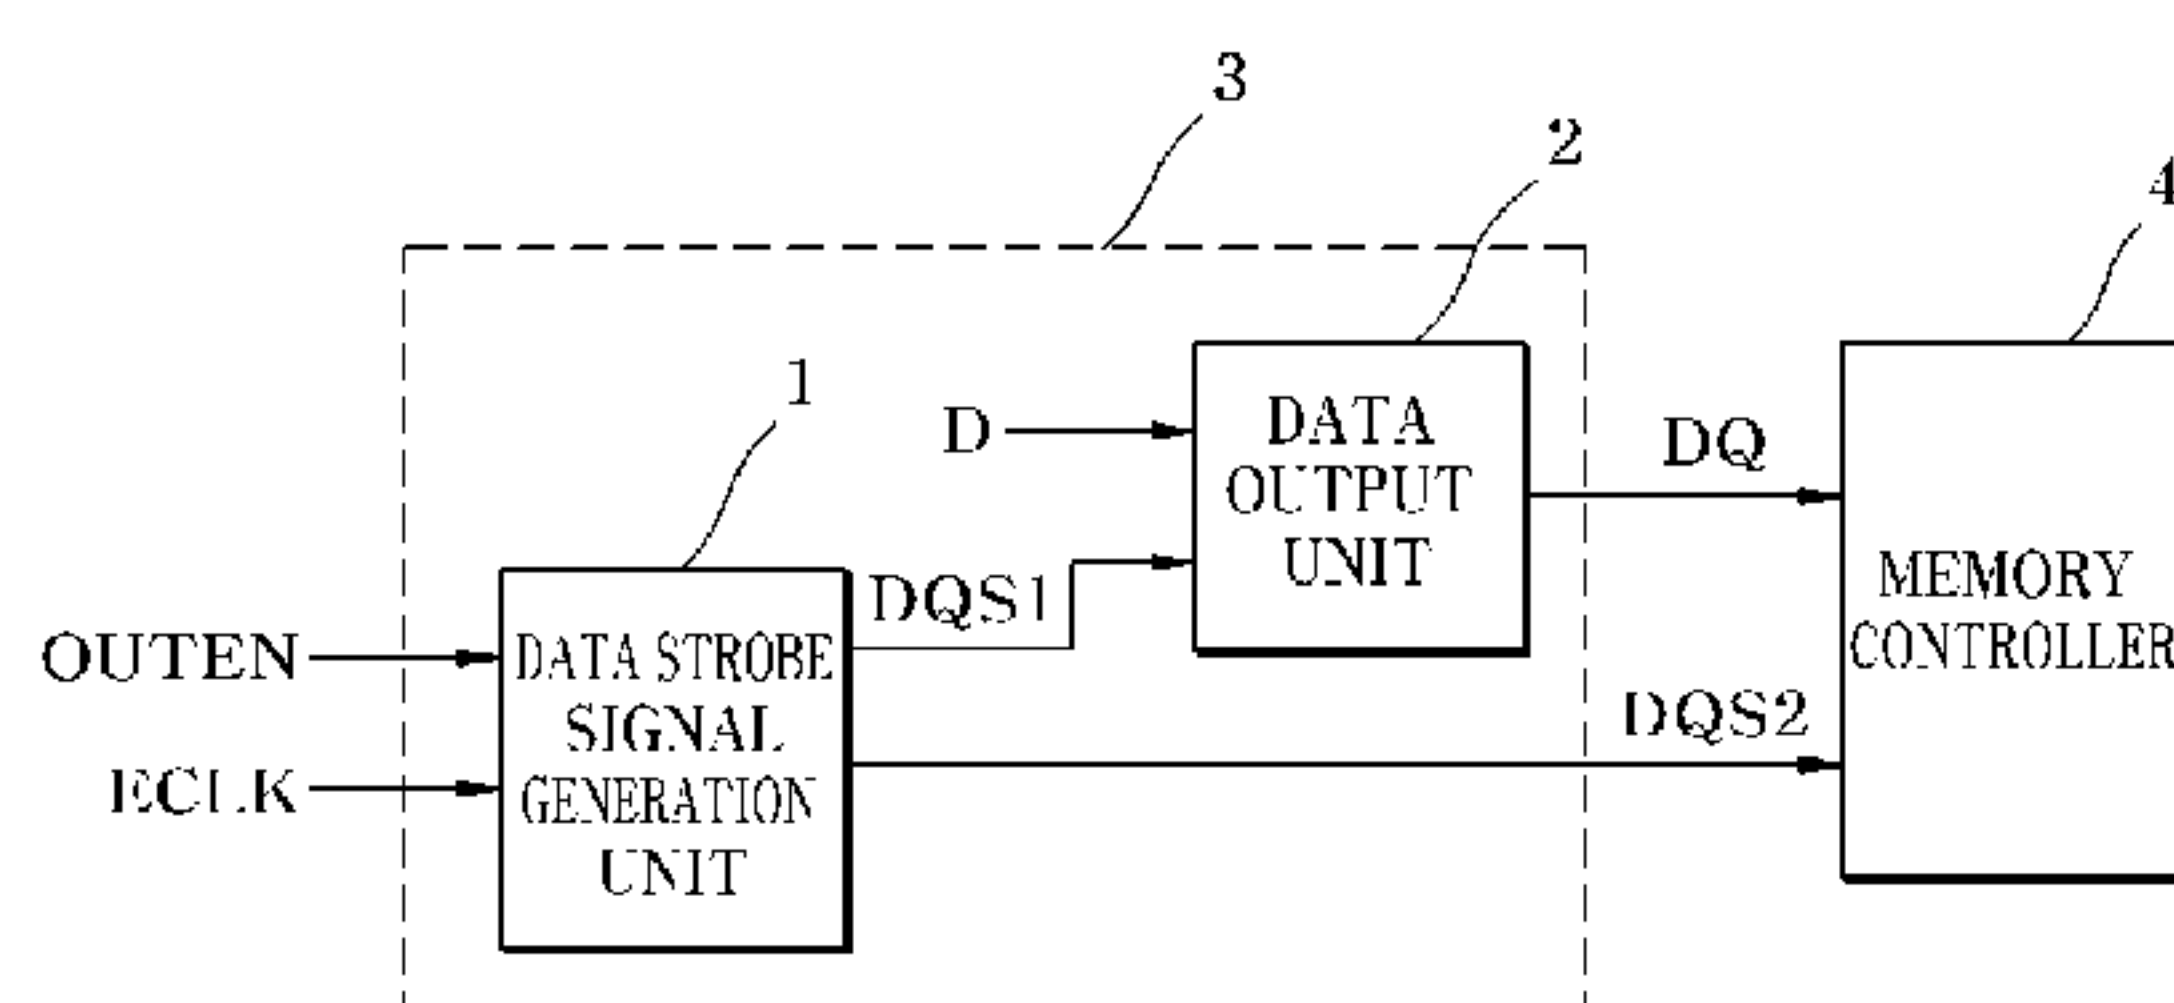 3
2
4
1
D
DATA
OUTPUT
UNIT
DQ
DQS1
MEMORY
CONTROLLER
OUTEN
DATA STROBE
SIGNAL
GENERATION
UNIT
DQS2
ECLK